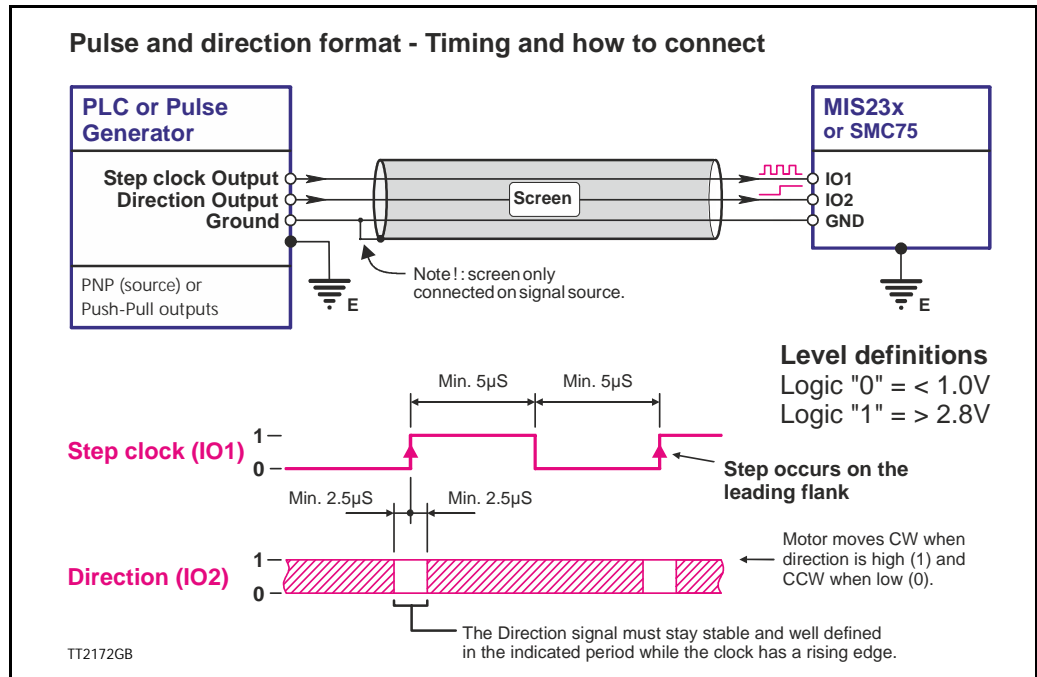 Pulse and direction format - Timing and how to connect
PLC or Pulse
Generator
Step clock Output
Direction Output
Ground
PNP (source) or
Push-Pull outputs
E
Screen
Note!: screen only
connected on signal source.
MIS23x
or SMC75
IO1
IO2
GND
E
Level definitions
Logic "0" = < 1.0V
Logic "1" = > 2.8V
Min. 5µS
Min. 5µS
Step clock (IO1)
1
0
Step occurs on the
leading flank
Min. 2.5µS
Min. 2.5µS
Direction (IO2)
1
0
Motor moves CW when
direction is high (1) and
CCW when low (0).
The Direction signal must stay stable and well defined
in the indicated period while the clock has a rising edge.
TT2172GB